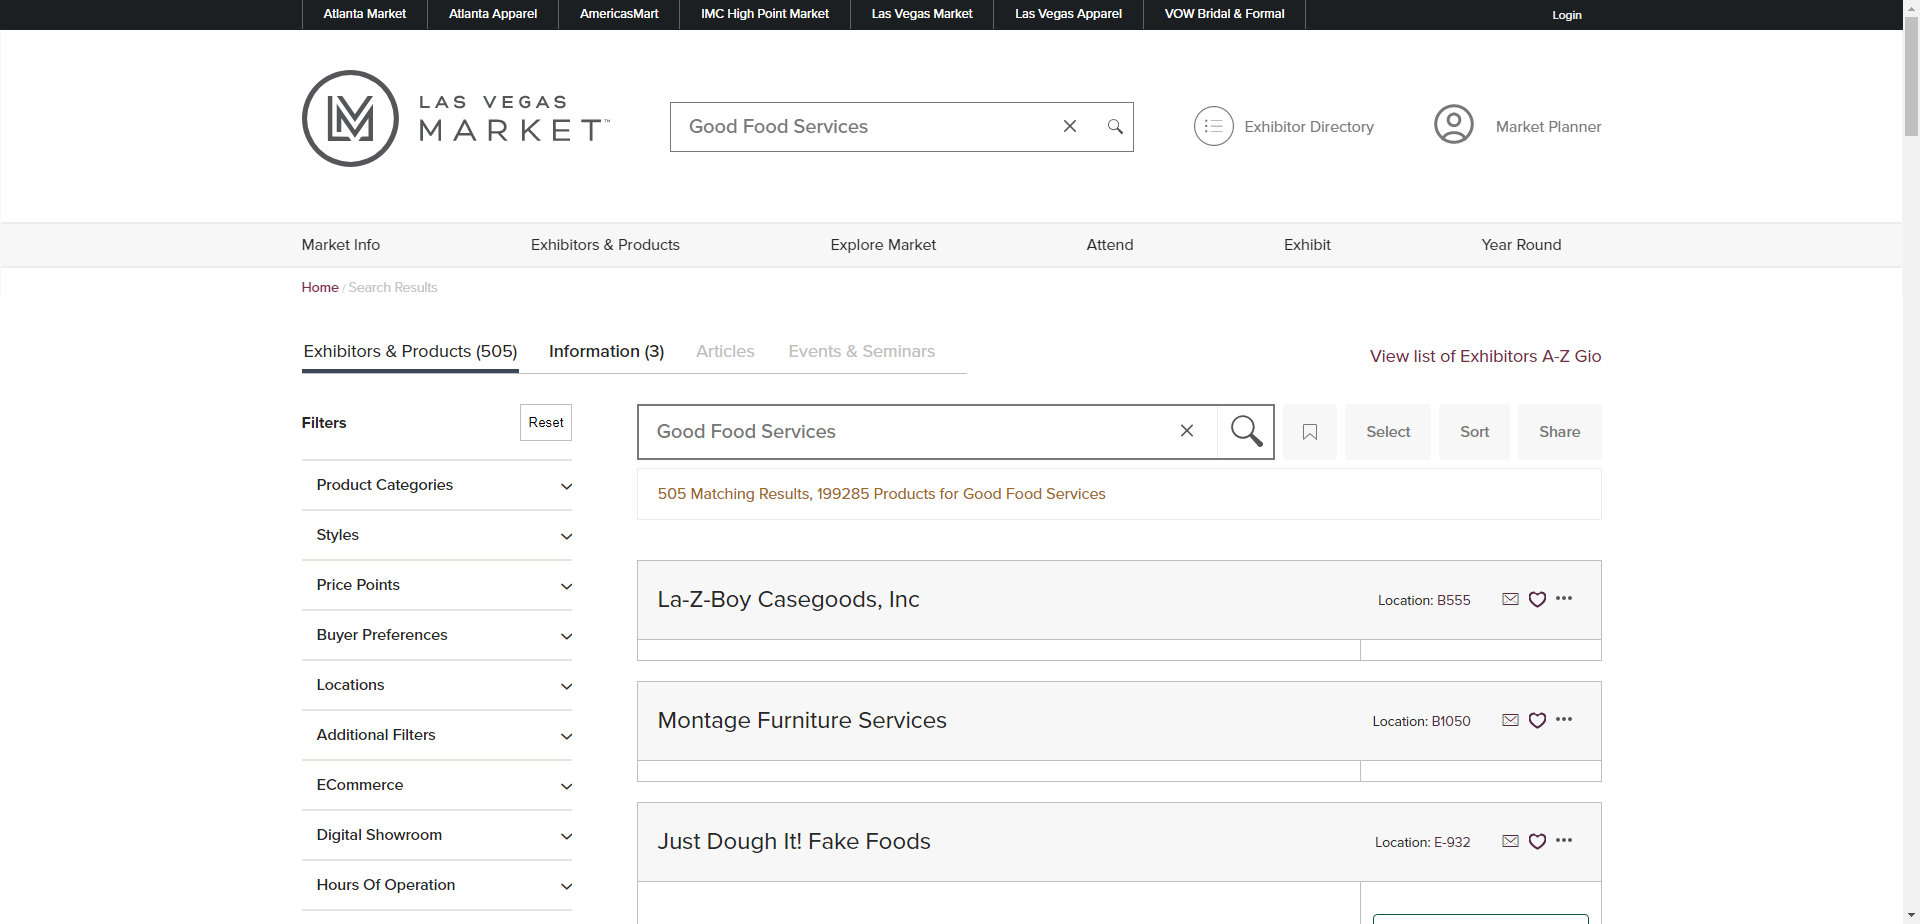 Atlanta Market Atlanta Apparel AmericasMart IMC High Point Market Las Vegas Market Las Vegas Apparel VOW Bridal & Formal Login
LM LAS VEGAS MARKET™
Good Food Services
Exhibitor Directory
Market Planner
Market Info Exhibitors & Products Explore Market Attend Exhibit Year Round
Home / Search Results
Exhibitors & Products (505) Information (3) Articles Events & Seminars
View list of Exhibitors A-Z Gio
Filters Reset
Product Categories
Styles
Price Points
Buyer Preferences
Locations
Additional Filters
ECommerce
Digital Showroom
Hours Of Operation
Good Food Services
Select Sort Share
505 Matching Results, 199285 Products for Good Food Services
La-Z-Boy Casegoods, Inc Location: B555
Montage Furniture Services Location: B1050
Just Dough It! Fake Foods Location: E-932